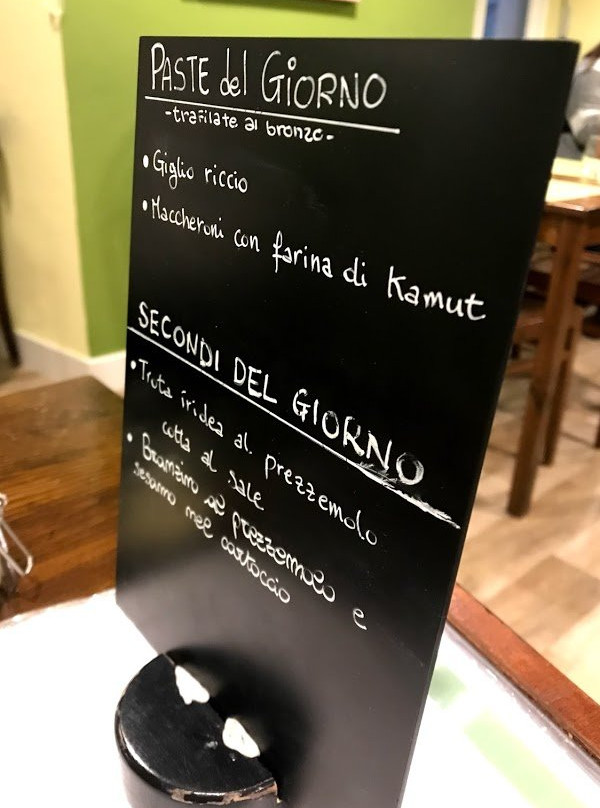 PASTE del GIORNO
-trafilate al bronzo-
• Giglio riccio
• Maccheroni con farina di Kamut
SECONDI DEL GIORNO
• Trota iridea al prezzemolo
cotta al sale
• Branzino al prezzemolo e
sesamo nel cartoccio